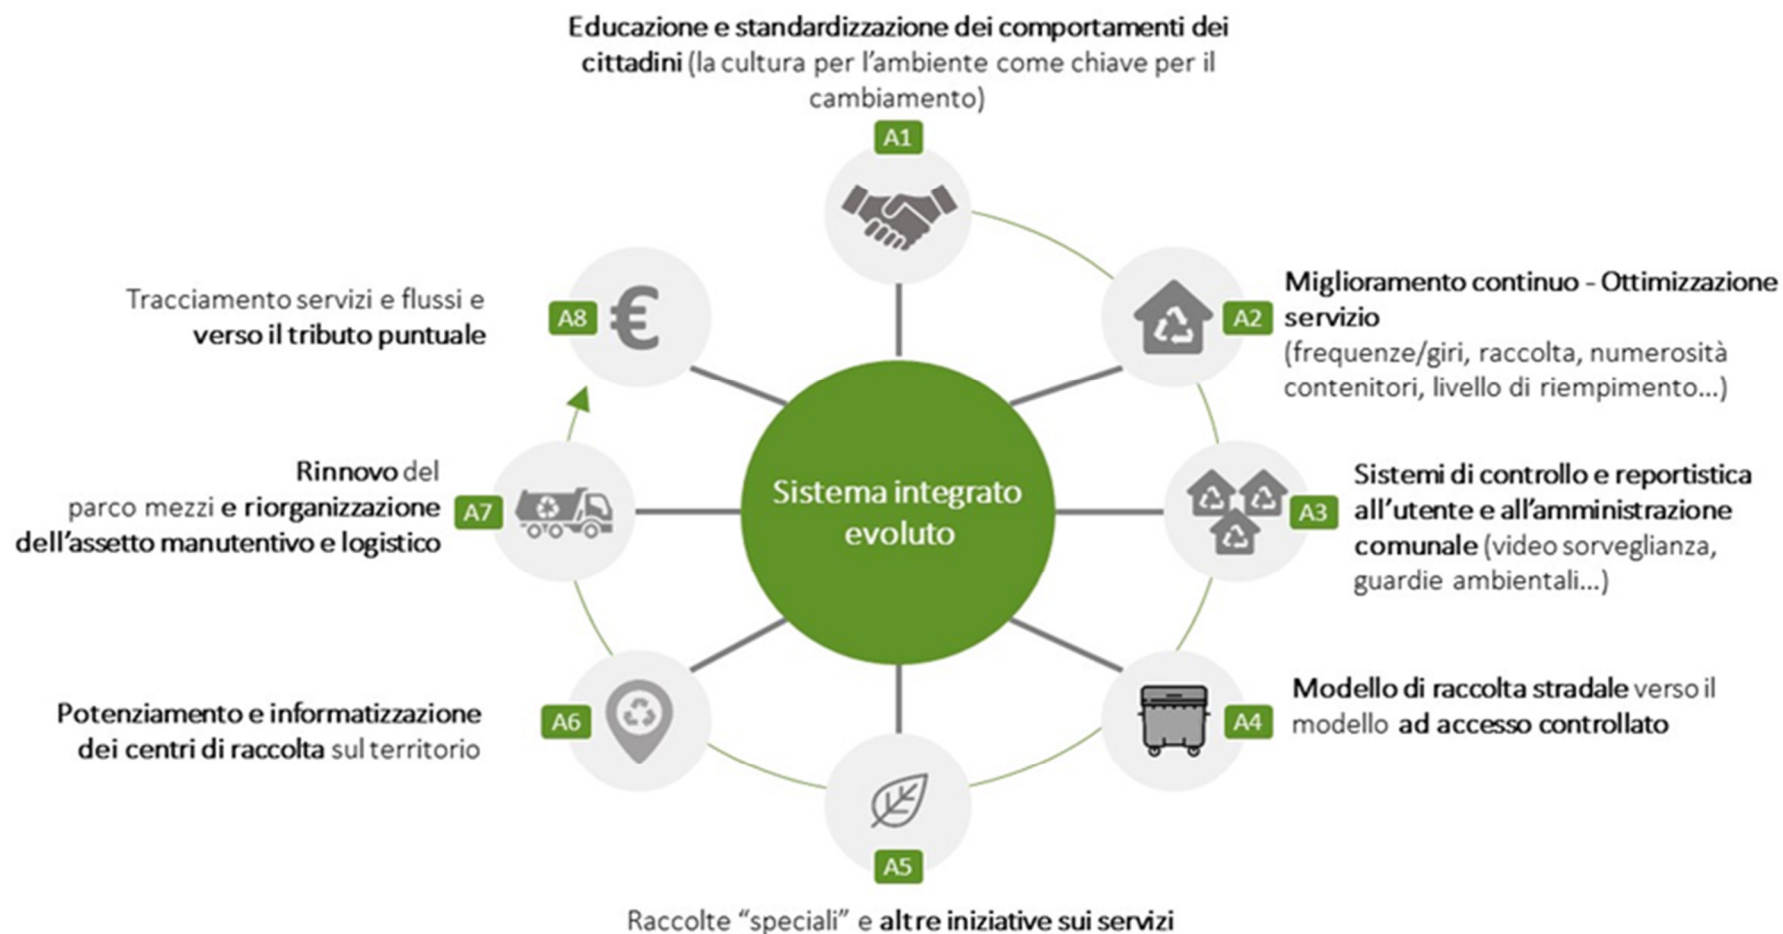 Educazione e standardizzazione dei comportamenti dei
cittadini (la cultura per l'ambiente come chiave per il
cambiamento)
A1
A2
Miglioramento continuo - Ottimizzazione
servizio
(frequenze/giri, raccolta, numerosità
contenitori, livello di riempimento...)
A3
Sistemi di controllo e reportistica
all'utente e all'amministrazione
comunale (video sorveglianza,
guardie ambientali...)
A4
Modello di raccolta stradale verso il
modello ad accesso controllato
A5
Raccolte "speciali" e altre iniziative sui servizi
A6
Potenziamento e informatizzazione
dei centri di raccolta sul territorio
A7
Rinnovo del
parco mezzi e riorganizzazione
dell'assetto manutentivo e logistico
A8
Tracciamento servizi e flussi e
verso il tributo puntuale
€
Sistema integrato
evoluto